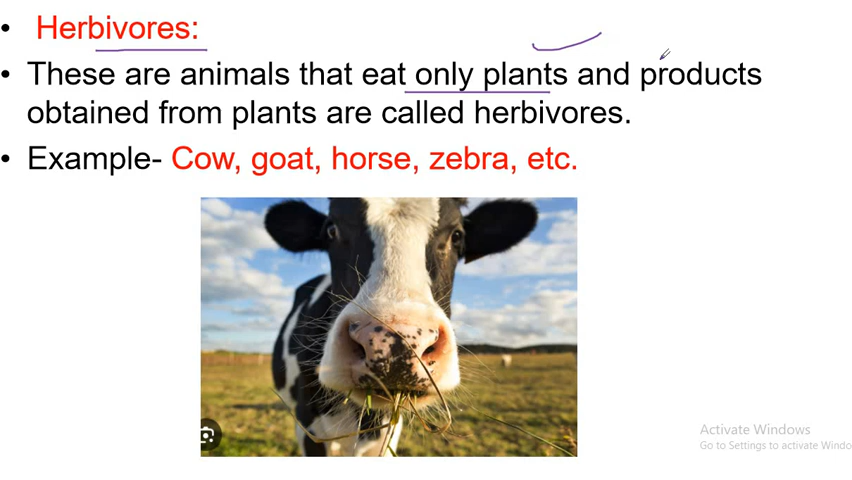 • Herbivores:
• These are animals that eat only plants and products
obtained from plants are called herbivores.
• Example- Cow, goat, horse, zebra, etc.
Activate Windows
Go to Settings to activate Windo